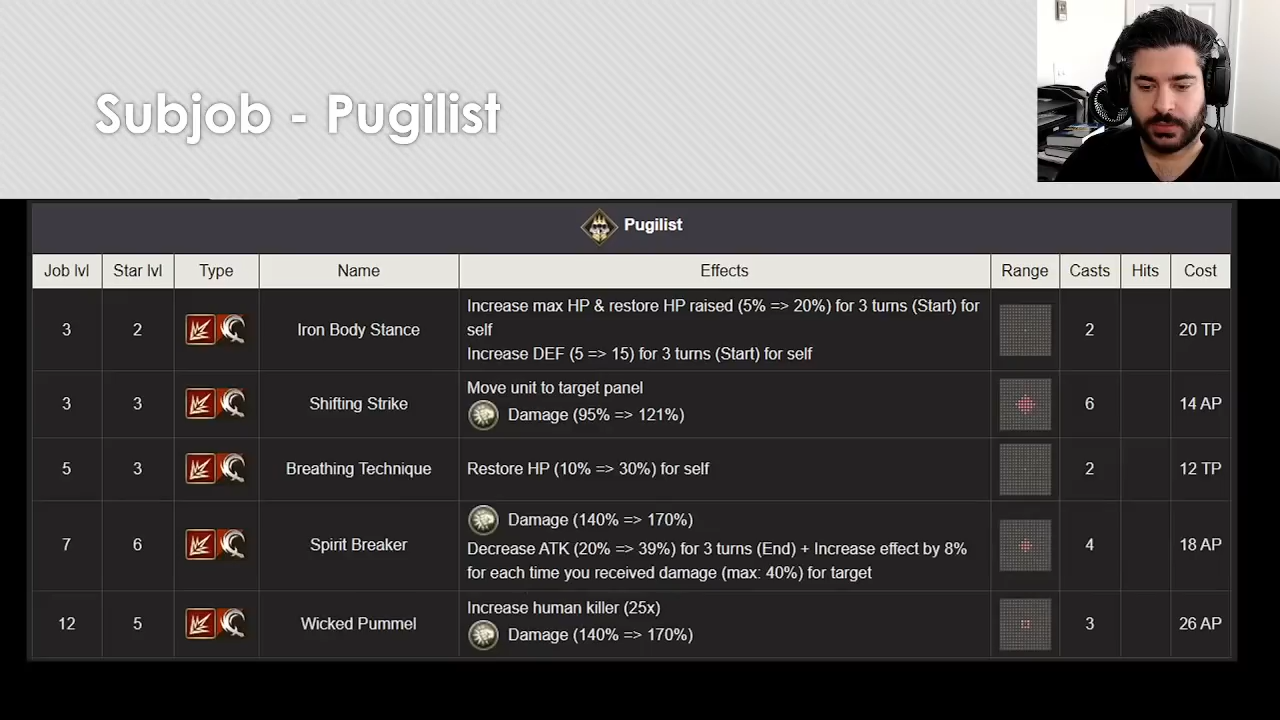 Subjob - Pugilist
Pugilist
Job lvl Star lvl Type Name Effects Range Casts Hits Cost
3 2 Iron Body Stance Increase max HP & restore HP raised (5% => 20%) for 3 turns (Start) for
self
Increase DEF (5 => 15) for 3 turns (Start) for self
2 20 TP
3 3 Shifting Strike Move unit to target panel
Damage (95% => 121%)
6 14 AP
5 3 Breathing Technique Restore HP (10% => 30%) for self 2 12 TP
7 6 Spirit Breaker Damage (140% => 170%)
Decrease ATK (20% => 39%) for 3 turns (End) + Increase effect by 8%
for each time you received damage (max: 40%) for target
4 18 AP
12 5 Wicked Pummel Increase human killer (25x)
Damage (140% => 170%)
3 26 AP